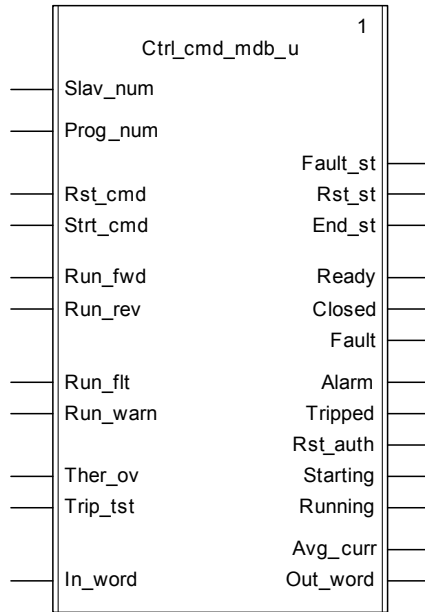 1
Ctrl_cmd_mdb_u
Slav_num
Prog_num
Fault_st
Rst_cmd Rst_st
Strt_cmd End_st
Run_fwd Ready
Run_rev Closed
Fault
Run_flt Alarm
Run_warn Tripped
Rst_auth
Ther_ov Starting
Trip_tst Running
Avg_curr
In_word Out_word